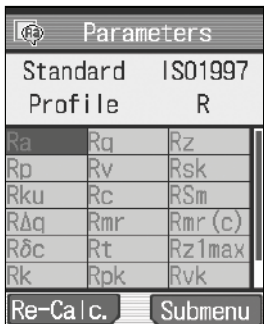 Ra Parameters
Standard ISO1997
Profile R
Ra Rq Rz
Rp Rv Rsk
Rku Rc RSm
RΔq Rmr Rmr(c)
Rδc Rt Rz1max
Rk Rpk Rvk
Re-Calc. Submenu